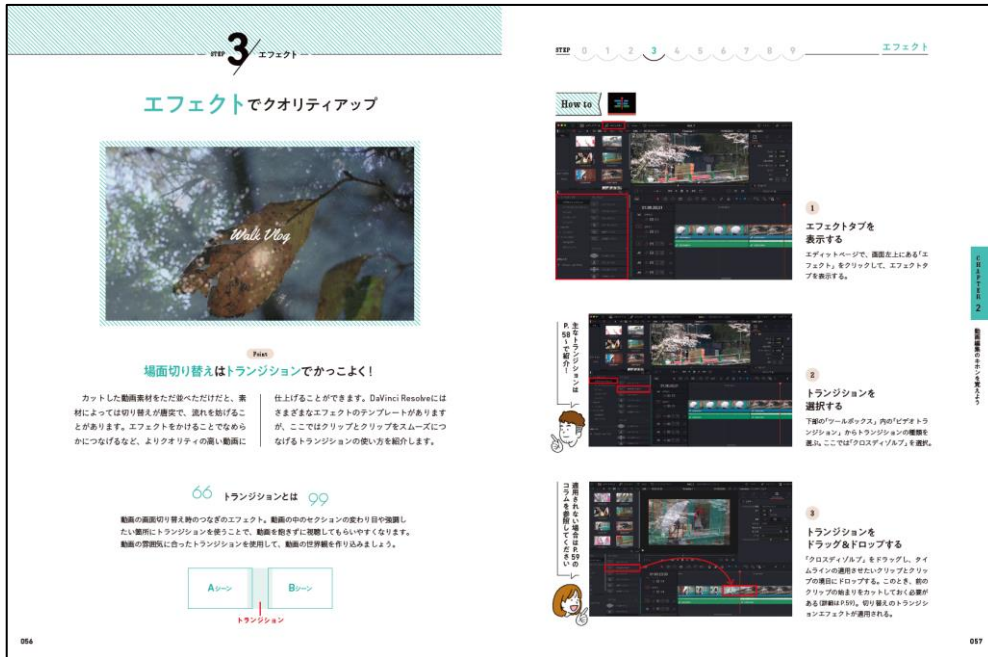 STEP 3 エフェクト
エフェクトでクオリティアップ
Walk Vlog
Point
場面切り替えはトランジションでかっこよく!
カットした動画素材をただ並べただけだと、素
材によっては切り替えが唐突で、流れを妨げるこ
とがあります。エフェクトをかけることでなめら
かにつなげるなど、よりクオリティの高い動画に
仕上げることができます。DaVinci Resolveには
さまざまなエフェクトのテンプレートがあります
が、ここではクリップとクリップをスムーズにつ
なげるトランジションの使い方を紹介します。
トランジションとは
動画の画面切り替え時のつなぎのエフェクト。動画の中のセクションの変わり目や強調し
たい箇所にトランジションを使うことで、動画を飽きずに視聴してもらいやすくなります。
動画の雰囲気に合ったトランジションを使用して、動画の世界観を作り込みましょう。
Aシーン
Bシーン
トランジション
056
STEP 0 1 2 3 4 5 6 7 8 9
エフェクト
How to
1
エフェクトタブを
表示する
エディットページで、画面左上にある「エ
フェクト」をクリックして、エフェクトタ
ブを表示する。
主なトランジションは
P.58〜で紹介!
2
トランジションを
選択する
下部の「ツールボックス」内の「ビデオトラ
ンジション」からトランジションの種類を
選ぶ。ここでは「クロスディゾルブ」を選択。
適用されない場合はP.59の
コラムを参照してください
3
トランジションを
ドラッグ&ドロップする
「クロスディゾルブ」をドラッグし、タイ
ムラインの適用させたいクリップとクリッ
プの境目にドロップする。このとき、前の
クリップの始まりをカットしておく必要が
ある(詳細はP.59)。切り替えのトランジシ
ョンエフェクトが適用される。
CHAPTER 2
動画編集のキホンを覚えよう
057